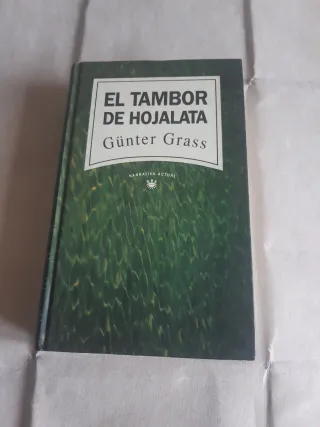 EL TAMBOR
DE HOJALATA
Günter Grass
NARRATIVA ACTUAL